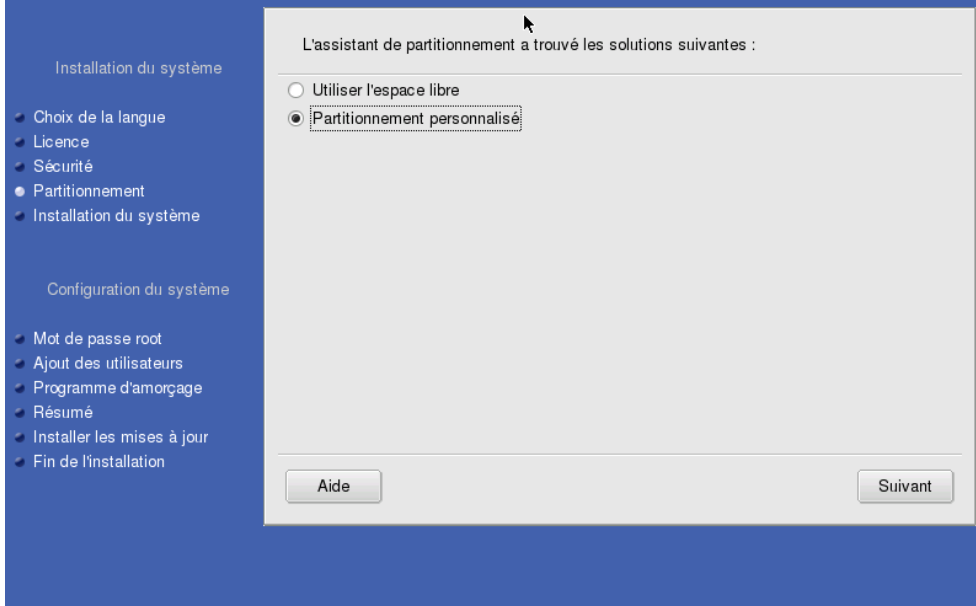 Installation du système
Choix de la langue
Licence
Sécurité
Partitionnement
Installation du système
Configuration du système
Mot de passe root
Ajout des utilisateurs
Programme d'amorçage
Résumé
Installer les mises à jour
Fin de l'installation
L'assistant de partitionnement a trouvé les solutions suivantes :
Utiliser l'espace libre
Partitionnement personnalisé
Aide
Suivant